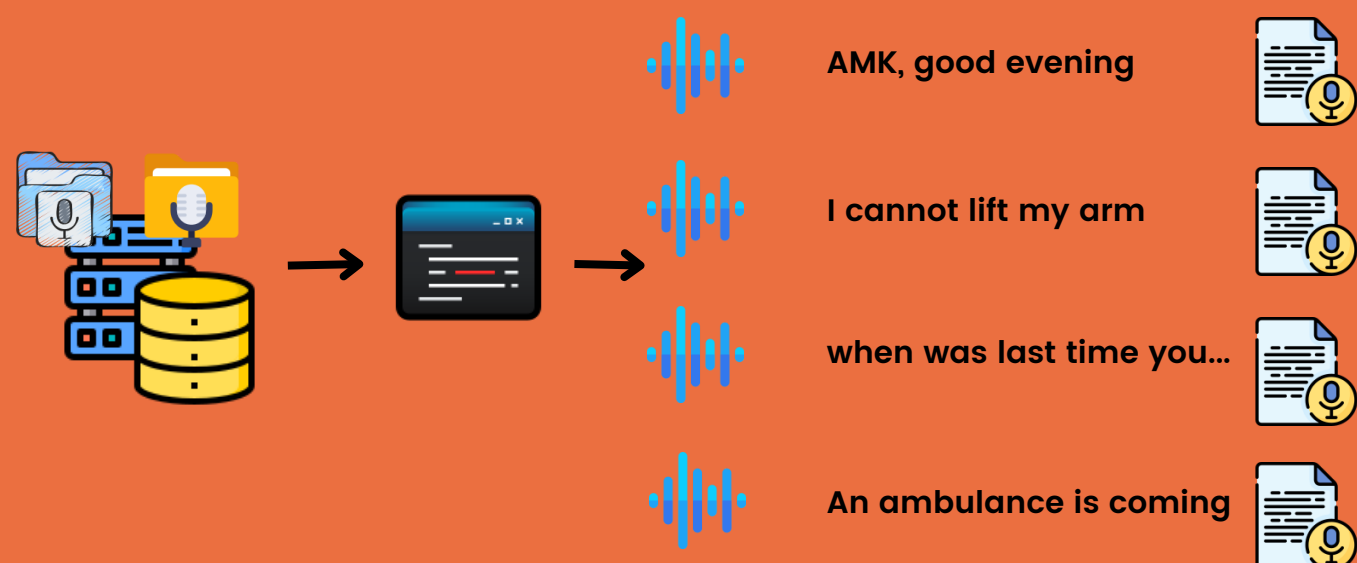 AMK, good evening
I cannot lift my arm
when was last time you...
An ambulance is coming